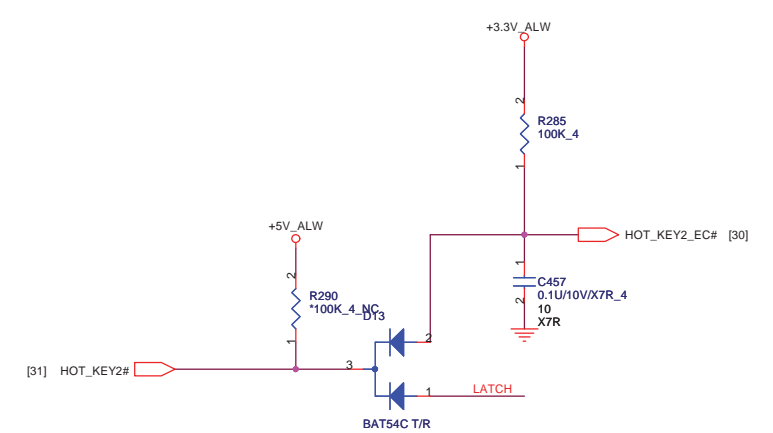 +3.3V_ALW
2
R285
100K_4
1
+5V_ALW
HOT_KEY2_EC# [30]
1
2
C457
0.1U/10V/X7R_4
10
X7R
2
R290
*100K_4_NC
1
D13
2
[31] HOT_KEY2#
3
1
LATCH
BAT54C T/R